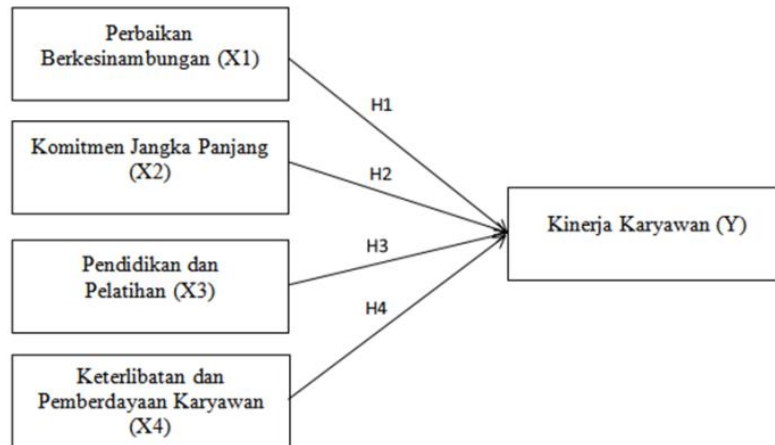 Perbaikan
Berkesinambungan (X1)
H1
Komitmen Jangka Panjang
(X2)
H2
Kinerja Karyawan (Y)
Pendidikan dan
Pelatihan (X3)
H3
H4
Keterlibatan dan
Pemberdayaan Karyawan
(X4)